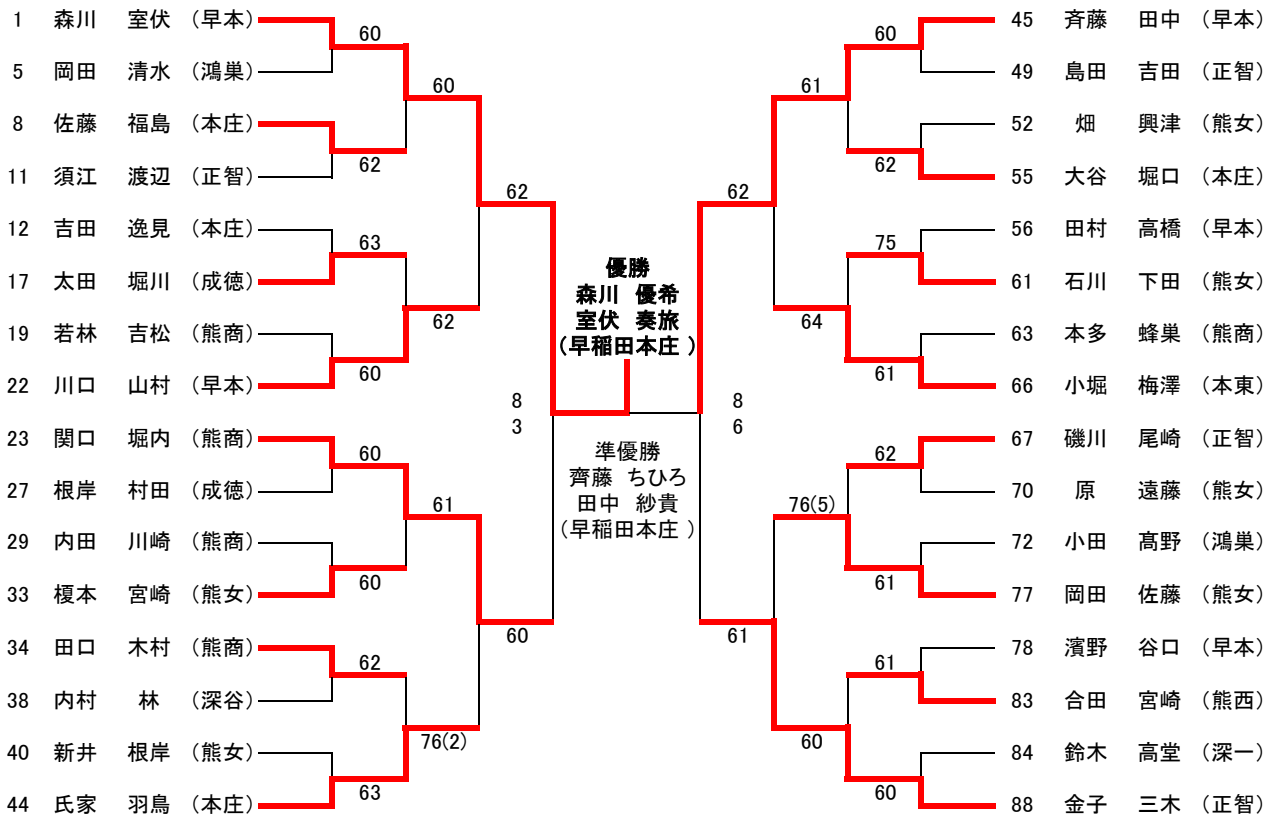 1 森川 室伏 (早本)
5 岡田 清水 (鴻巣)
8 佐藤 福島 (本庄)
11 須江 渡辺 (正智)
12 吉田 逸見 (本庄)
17 太田 堀川 (成徳)
19 若林 吉松 (熊商)
22 川口 山村 (早本)
23 関口 堀内 (熊商)
27 根岸 村田 (成徳)
29 内田 川崎 (熊商)
33 榎本 宮崎 (熊女)
34 田口 木村 (熊商)
38 内村 林 (深谷)
40 新井 根岸 (熊女)
44 氏家 羽鳥 (本庄)
60
62
63
60
60
60
62
63
60
62
61
76(2)
62
60
8
3
優勝
森川 優希
室伏 奏旅
(早稲田本庄 )
準優勝
齊藤 ちひろ
田中 紗貴
(早稲田本庄 )
8
6
62
61
61
64
76(5)
60
60
62
75
61
62
61
61
60
45 斉藤 田中 (早本)
49 島田 吉田 (正智)
52 畑 興津 (熊女)
55 大谷 堀口 (本庄)
56 田村 高橋 (早本)
61 石川 下田 (熊女)
63 本多 蜂巣 (熊商)
66 小堀 梅澤 (本東)
67 磯川 尾崎 (正智)
70 原 遠藤 (熊女)
72 小田 髙野 (鴻巣)
77 岡田 佐藤 (熊女)
78 濱野 谷口 (早本)
83 合田 宮崎 (熊西)
84 鈴木 高堂 (深一)
88 金子 三木 (正智)